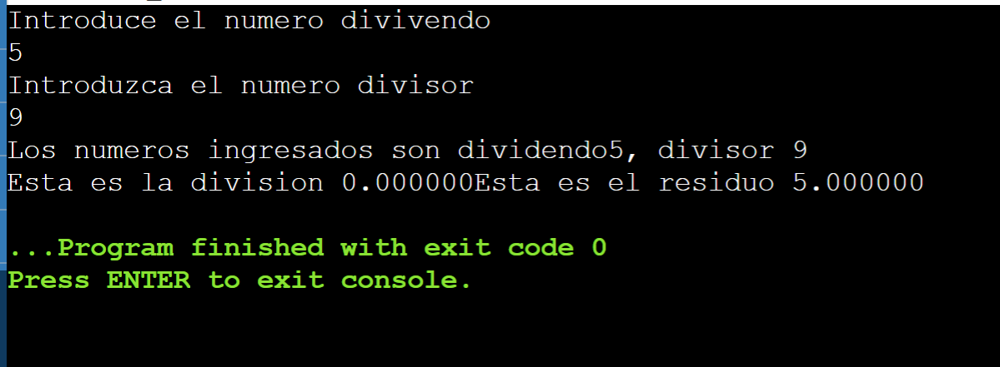 Introduce el numero divivendo
5
Introduzca el numero divisor
9
Los numeros ingresados son dividendo5, divisor 9
Esta es la division 0.000000Esta es el residuo 5.000000
...Program finished with exit code 0
Press ENTER to exit console.